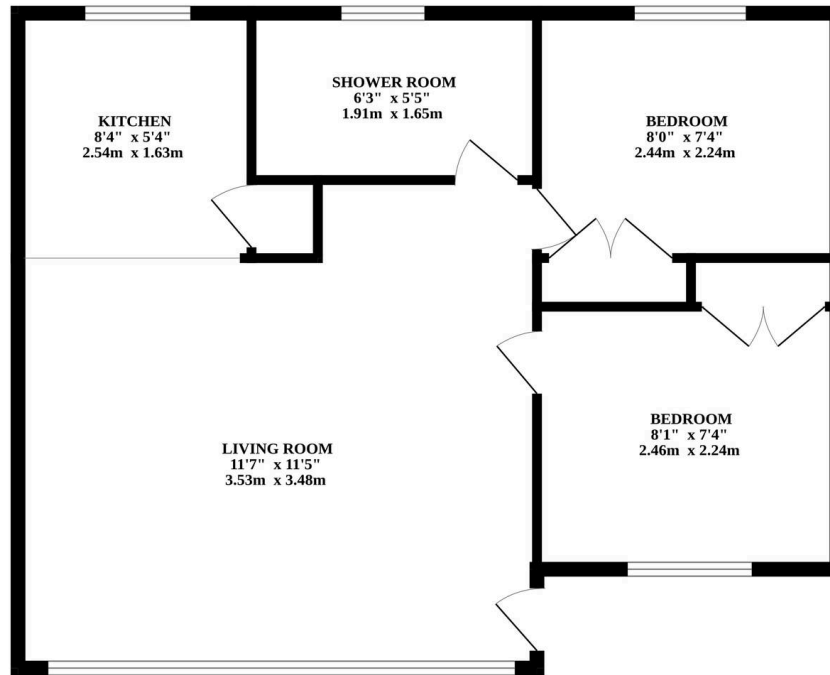 KITCHEN
8'4" x 5'4"
2.54m x 1.63m
SHOWER ROOM
6'3" x 5'5"
1.91m x 1.65m
BEDROOM
8'0" x 7'4"
2.44m x 2.24m
LIVING ROOM
11'7" x 11'5"
3.53m x 3.48m
BEDROOM
8'1" x 7'4"
2.46m x 2.24m